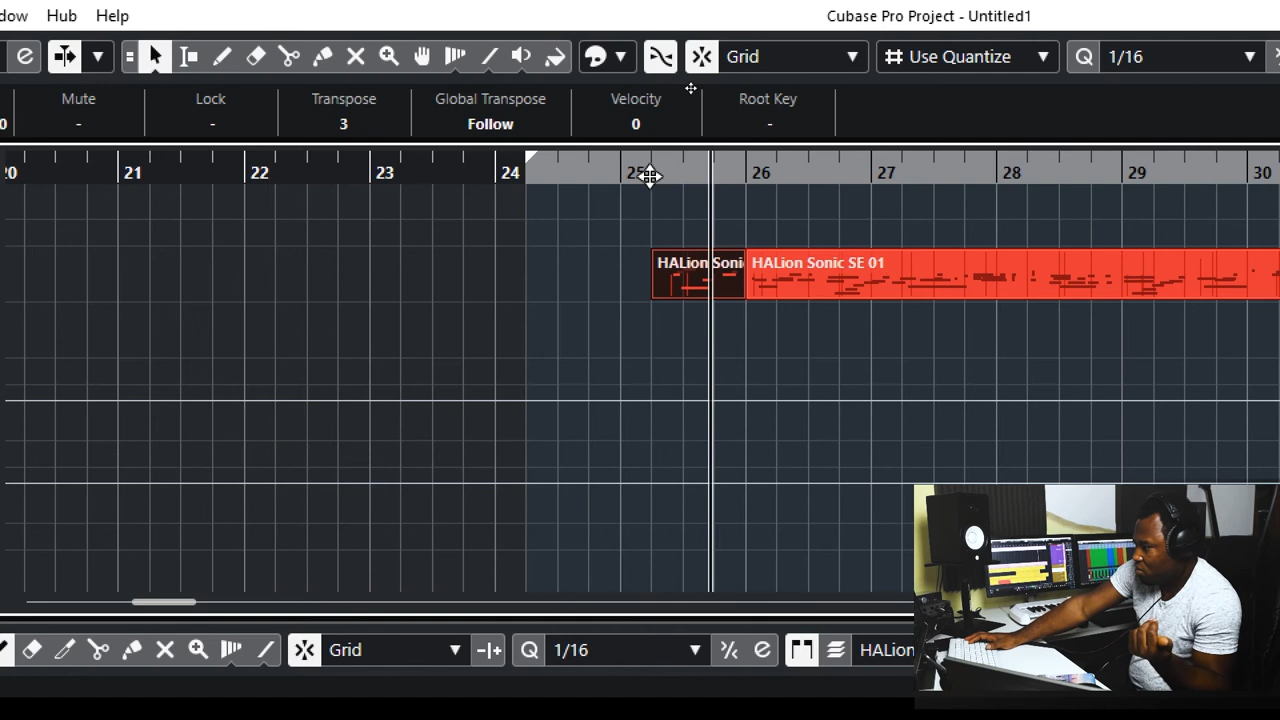 dow Hub Help Cubase Pro Project - Untitled1
Grid Use Quantize Q 1/16
Mute Lock Transpose Global Transpose Velocity Root Key
0 - - 3 Follow 0 -
20 21 22 23 24 25 26 27 28 29 30
HALion Soni HALion Sonic SE 01
Grid Q 1/16 HALion